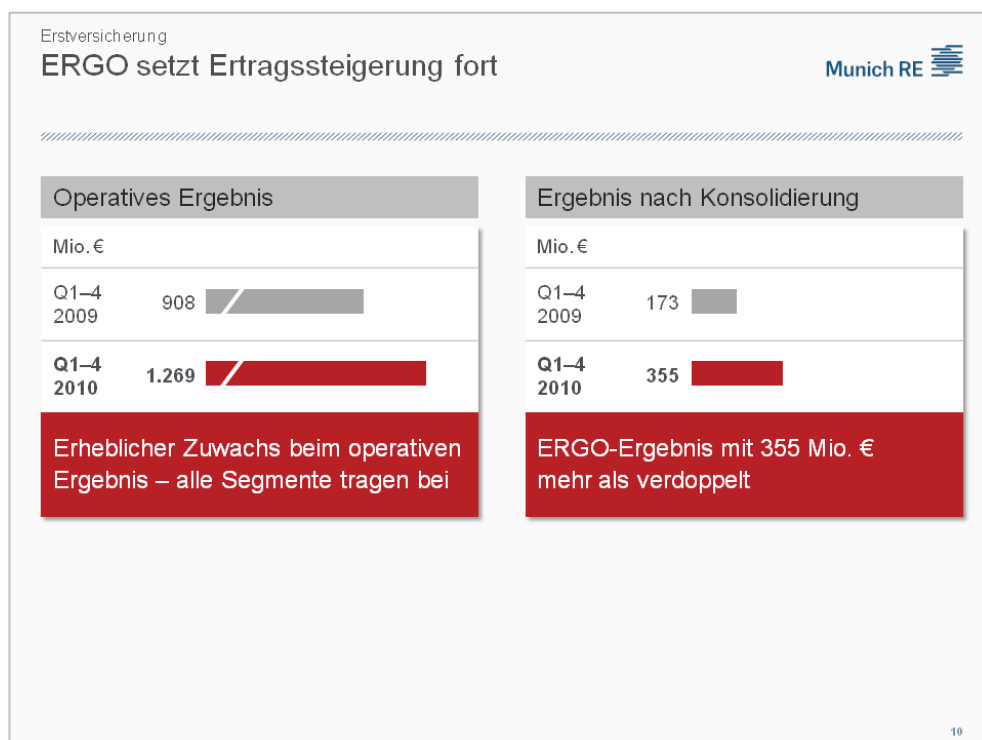 Erstversicherung
ERGO setzt Ertragssteigerung fort
Munich RE
Operatives Ergebnis
Mio. €
Q1–4
2009
908
Q1–4
2010
1.269
Erheblicher Zuwachs beim operativen
Ergebnis – alle Segmente tragen bei
Ergebnis nach Konsolidierung
Mio. €
Q1–4
2009
173
Q1–4
2010
355
ERGO-Ergebnis mit 355 Mio. €
mehr als verdoppelt
10